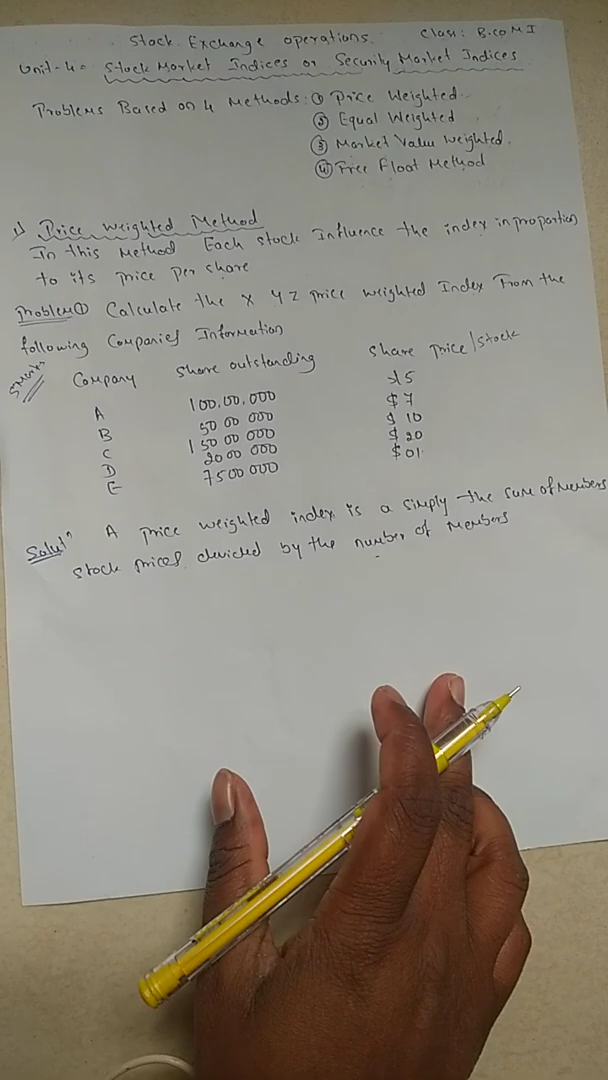 Stock Exchange operations. Class: B.COM I
Unit-4= Stock Market Indices or Security Market Indices
Problems Based on 4 Methods: ① Price Weighted.
② Equal Weighted
③ Market Value Weighted.
④ Free Float Method
1) Price Weighted Method
In this Method Each stock Influence the index in proportion
to its price per share
Problem① Calculate the X Y Z price weighted Index From the
following Companies Information
5marks
Company share outstanding share price/stock
A 100,00,000 $5
B 50 00 000 $7
C 150 00 000 $ 10
D 2000 000 $ 20
E 7500 000 $01
Solutn A price weighted index is a simply the sum of Members
stock prices divided by the number of Members